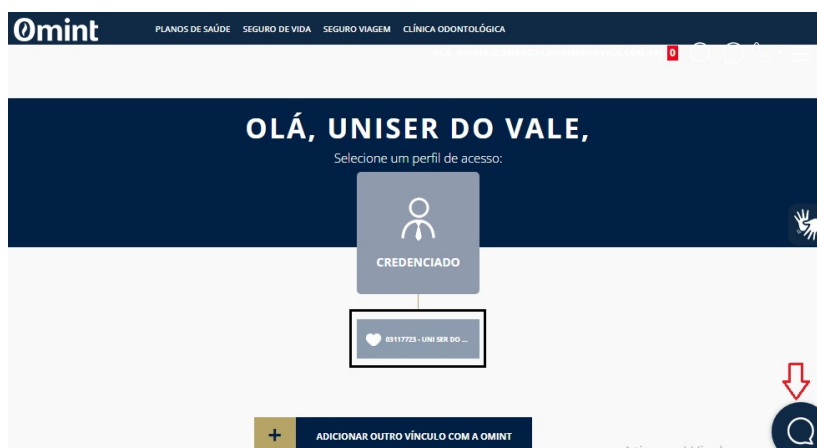 Omint
PLANOS DE SAÚDE SEGURO DE VIDA SEGURO VIAGEM CLÍNICA ODONTOLÓGICA
0
OLÁ, UNISER DO VALE,
Selecione um perfil de acesso:
CREDENCIADO
03117723 - UNI SER DO ...
+ ADICIONAR OUTRO VÍNCULO COM A OMINT